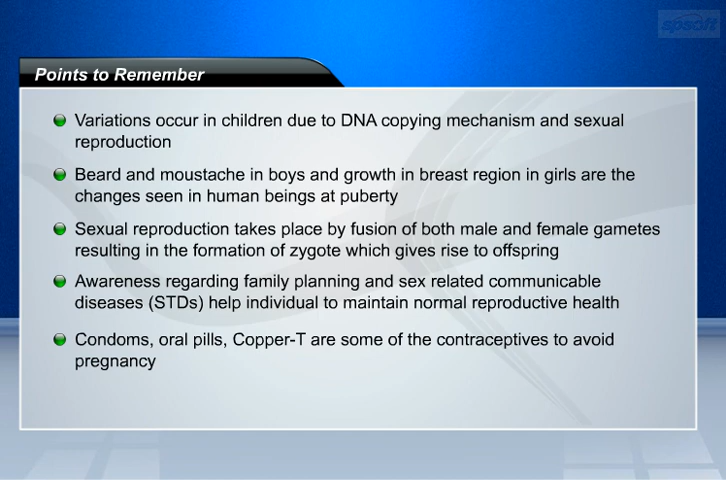 spsoft
Points to Remember
Variations occur in children due to DNA copying mechanism and sexual
reproduction
Beard and moustache in boys and growth in breast region in girls are the
changes seen in human beings at puberty
Sexual reproduction takes place by fusion of both male and female gametes
resulting in the formation of zygote which gives rise to offspring
Awareness regarding family planning and sex related communicable
diseases (STDs) help individual to maintain normal reproductive health
Condoms, oral pills, Copper-T are some of the contraceptives to avoid
pregnancy